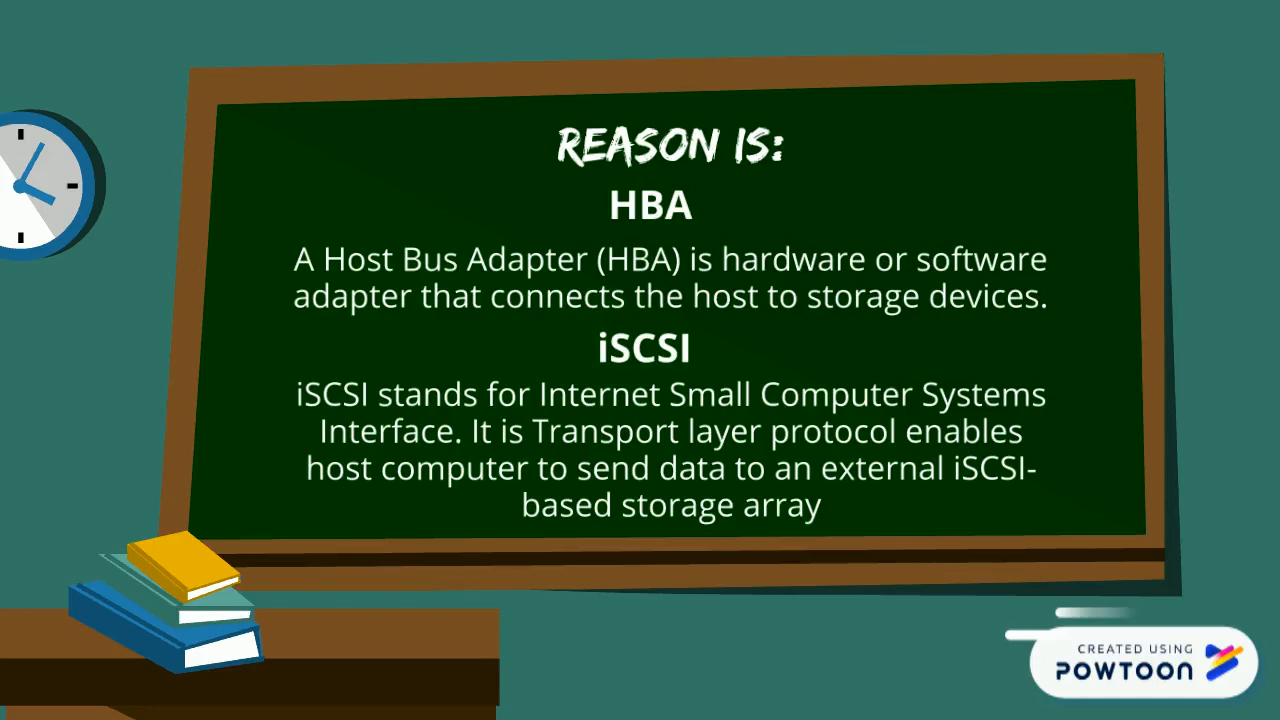 REASON IS:
HBA
A Host Bus Adapter (HBA) is hardware or software
adapter that connects the host to storage devices.
iSCSI
iSCSI stands for Internet Small Computer Systems
Interface. It is Transport layer protocol enables
host computer to send data to an external iSCSI-
based storage array
CREATED USING
POWTOON